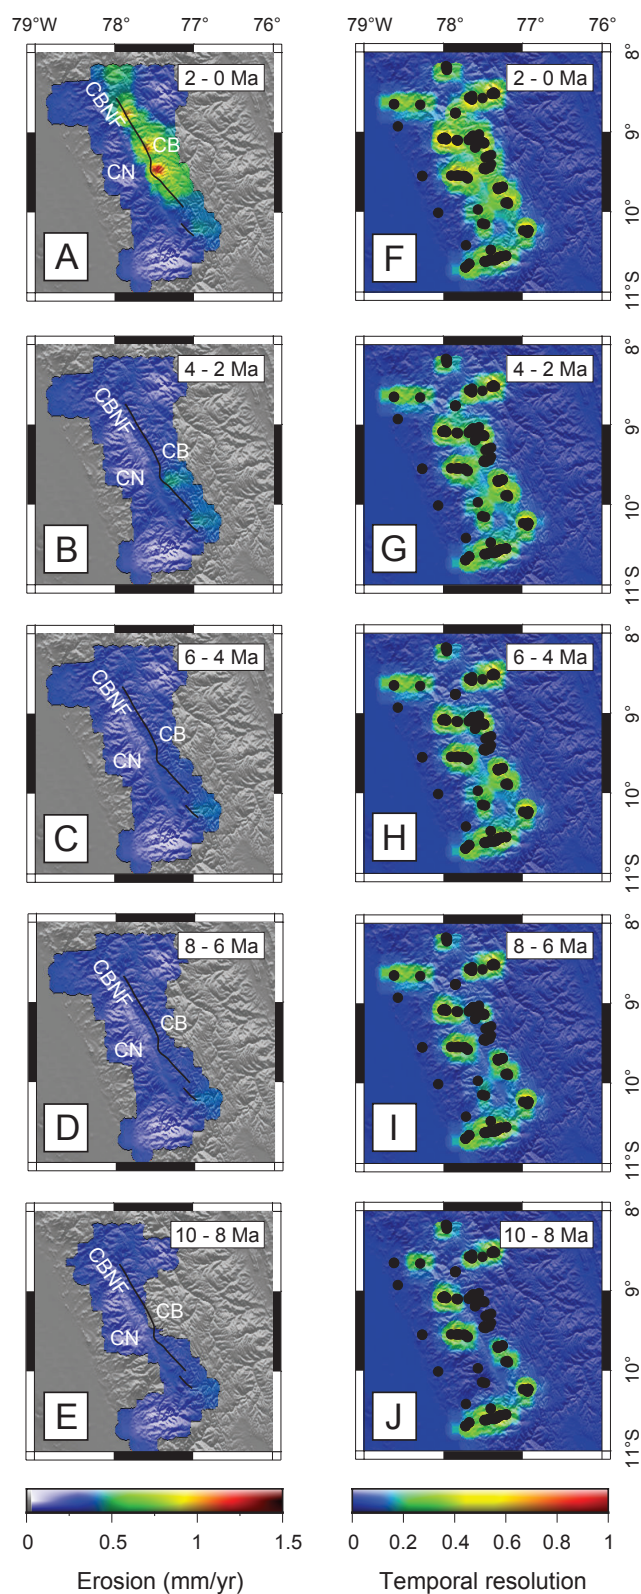 79°W 78° 77° 76° 79° 78° 77° 76°
2 - 0 Ma
CBNF
CB
CN
A
2 - 0 Ma
F
8°
9°
10°
11°S
4 - 2 Ma
CBNF
CB
CN
B
4 - 2 Ma
G
8°
9°
10°
11°S
6 - 4 Ma
CBNF
CB
CN
C
6 - 4 Ma
H
8°
9°
10°
11°S
8 - 6 Ma
CBNF
CB
CN
D
8 - 6 Ma
I
8°
9°
10°
11°S
10 - 8 Ma
CBNF
CB
CN
E
10 - 8 Ma
J
8°
9°
10°
11°S
0 0.5 1 1.5
Erosion (mm/yr)
0 0.2 0.4 0.6 0.8 1
Temporal resolution